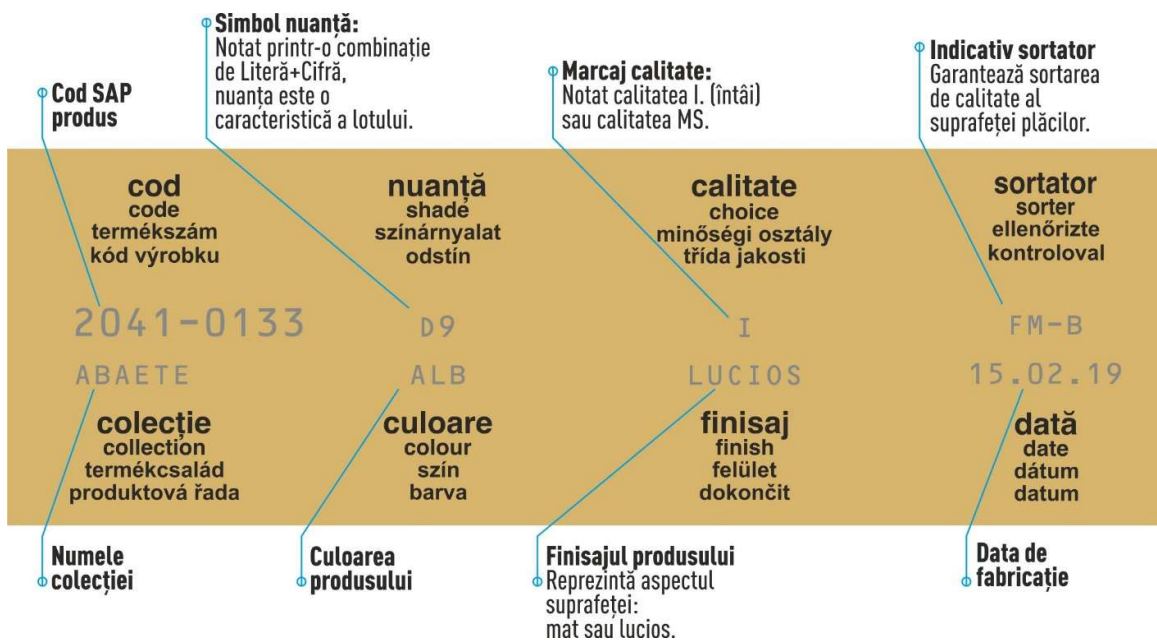 Simbol nuanță:
Notat printr-o combinație
de Literă+Cifră,
nuanța este o
caracteristică a lotului.
Cod SAP
produs
Marcaj calitate:
Notat calitatea I. (întâi)
sau calitatea MS.
Indicativ sortator
Garantează sortarea
de calitate al
suprafeței plăcilor.
cod
code
termékszám
kód výrobku
nuanță
shade
színárnyalat
odstín
calitate
choice
minőségi osztály
třída jakosti
sortator
sorter
ellenőrizte
kontroloval
2041-0133 D9 I FM-B
ABAETE ALB LUCIOS 15.02.19
colecție
collection
termékcsalád
produktová řada
culoare
colour
szín
barva
finisaj
finish
felület
dokončit
dată
date
dátum
datum
Numele
colecției
Culoarea
produsului
Finisajul produsului
Reprezintă aspectul
suprafeței:
mat sau lucios.
Data de
fabricație